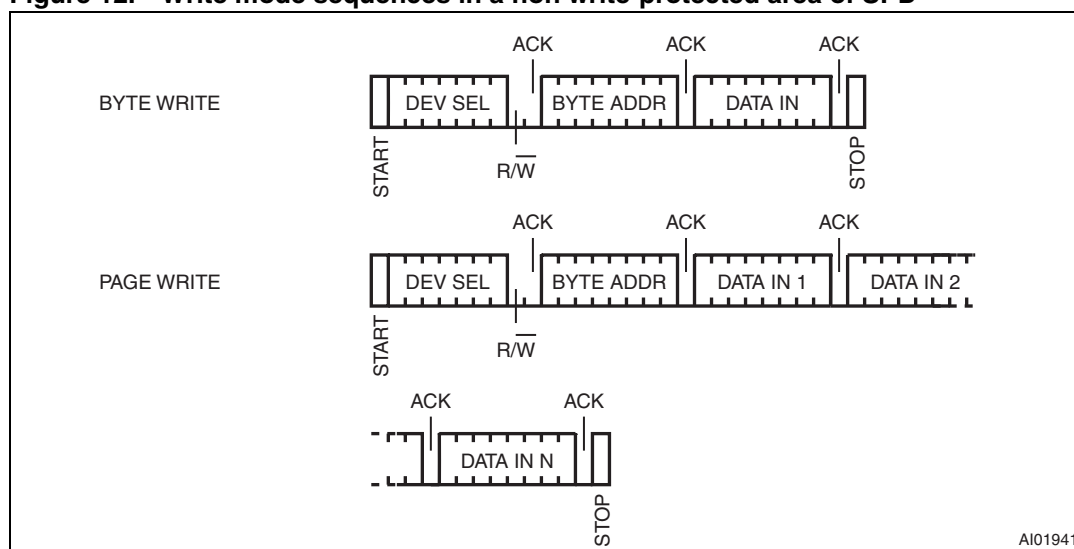 Figure 12. Write mode sequences in a non write-protected area of SPD
ACK ACK ACK
BYTE WRITE DEV SEL BYTE ADDR DATA IN
START R/W̅ STOP
ACK ACK ACK
PAGE WRITE DEV SEL BYTE ADDR DATA IN 1 DATA IN 2
START R/W̅
ACK ACK
DATA IN N
STOP
AI01941